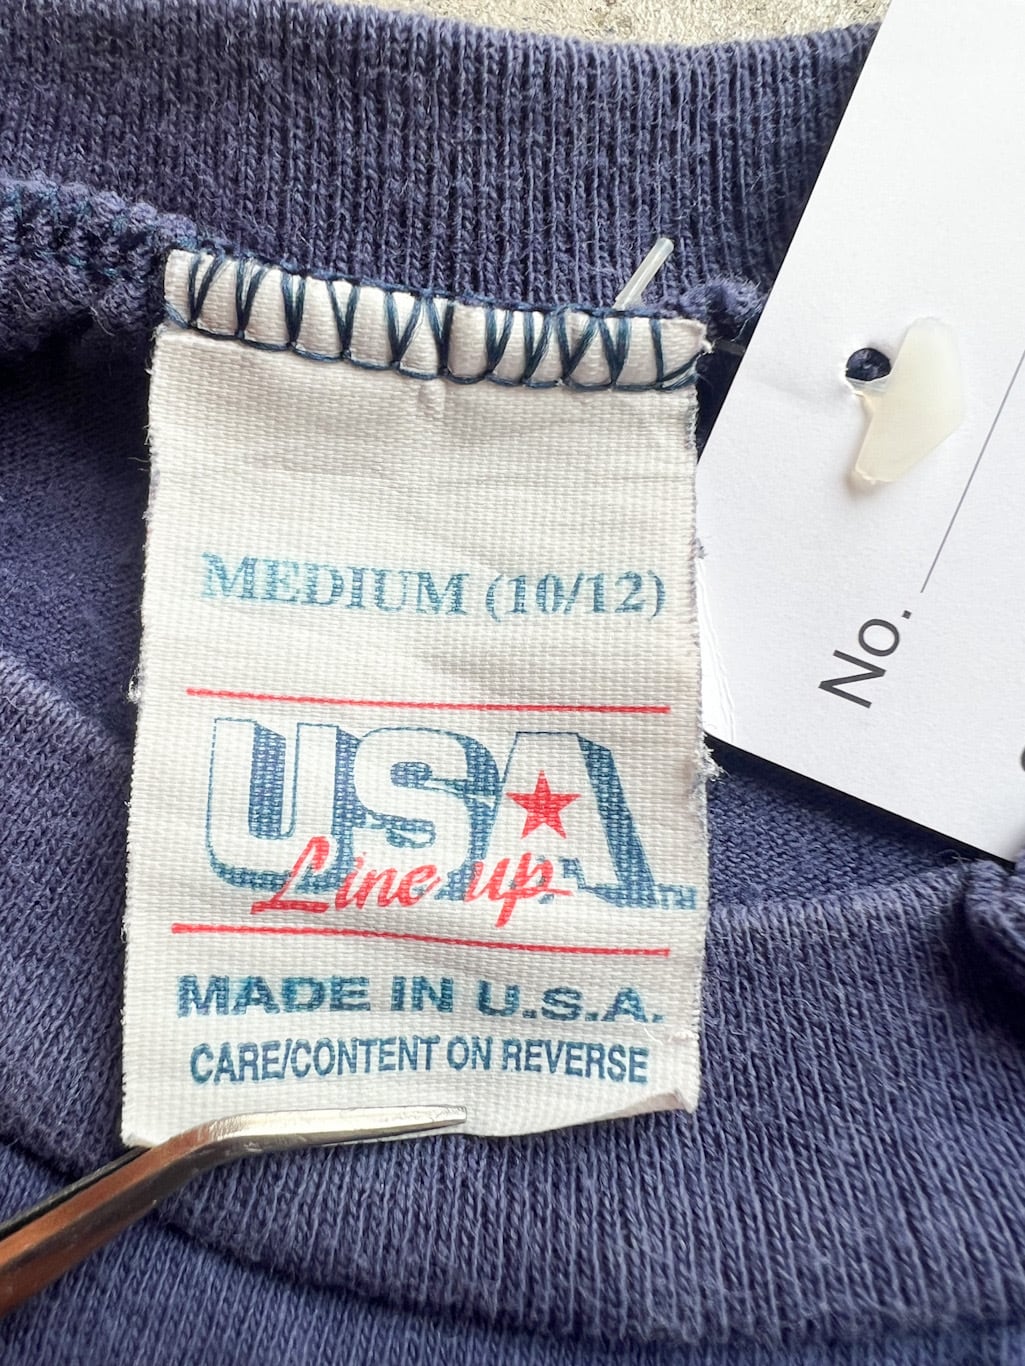 MEDIUM (10/12)
USA
Line up TM
MADE IN U.S.A.
CARE/CONTENT ON REVERSE
No.